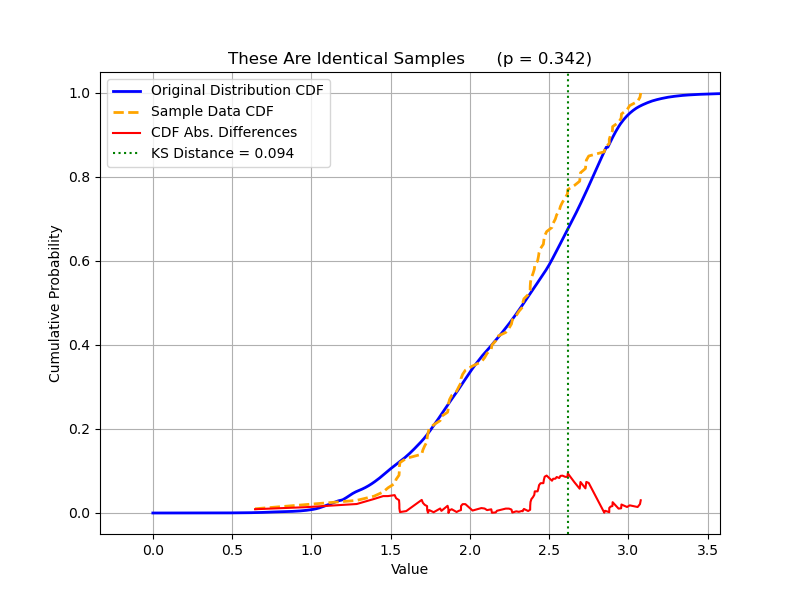 These Are Identical Samples (p = 0.342)
Original Distribution CDF
Sample Data CDF
CDF Abs. Differences
KS Distance = 0.094
Cumulative Probability
1.0
0.8
0.6
0.4
0.2
0.0
0.0 0.5 1.0 1.5 2.0 2.5 3.0 3.5
Value